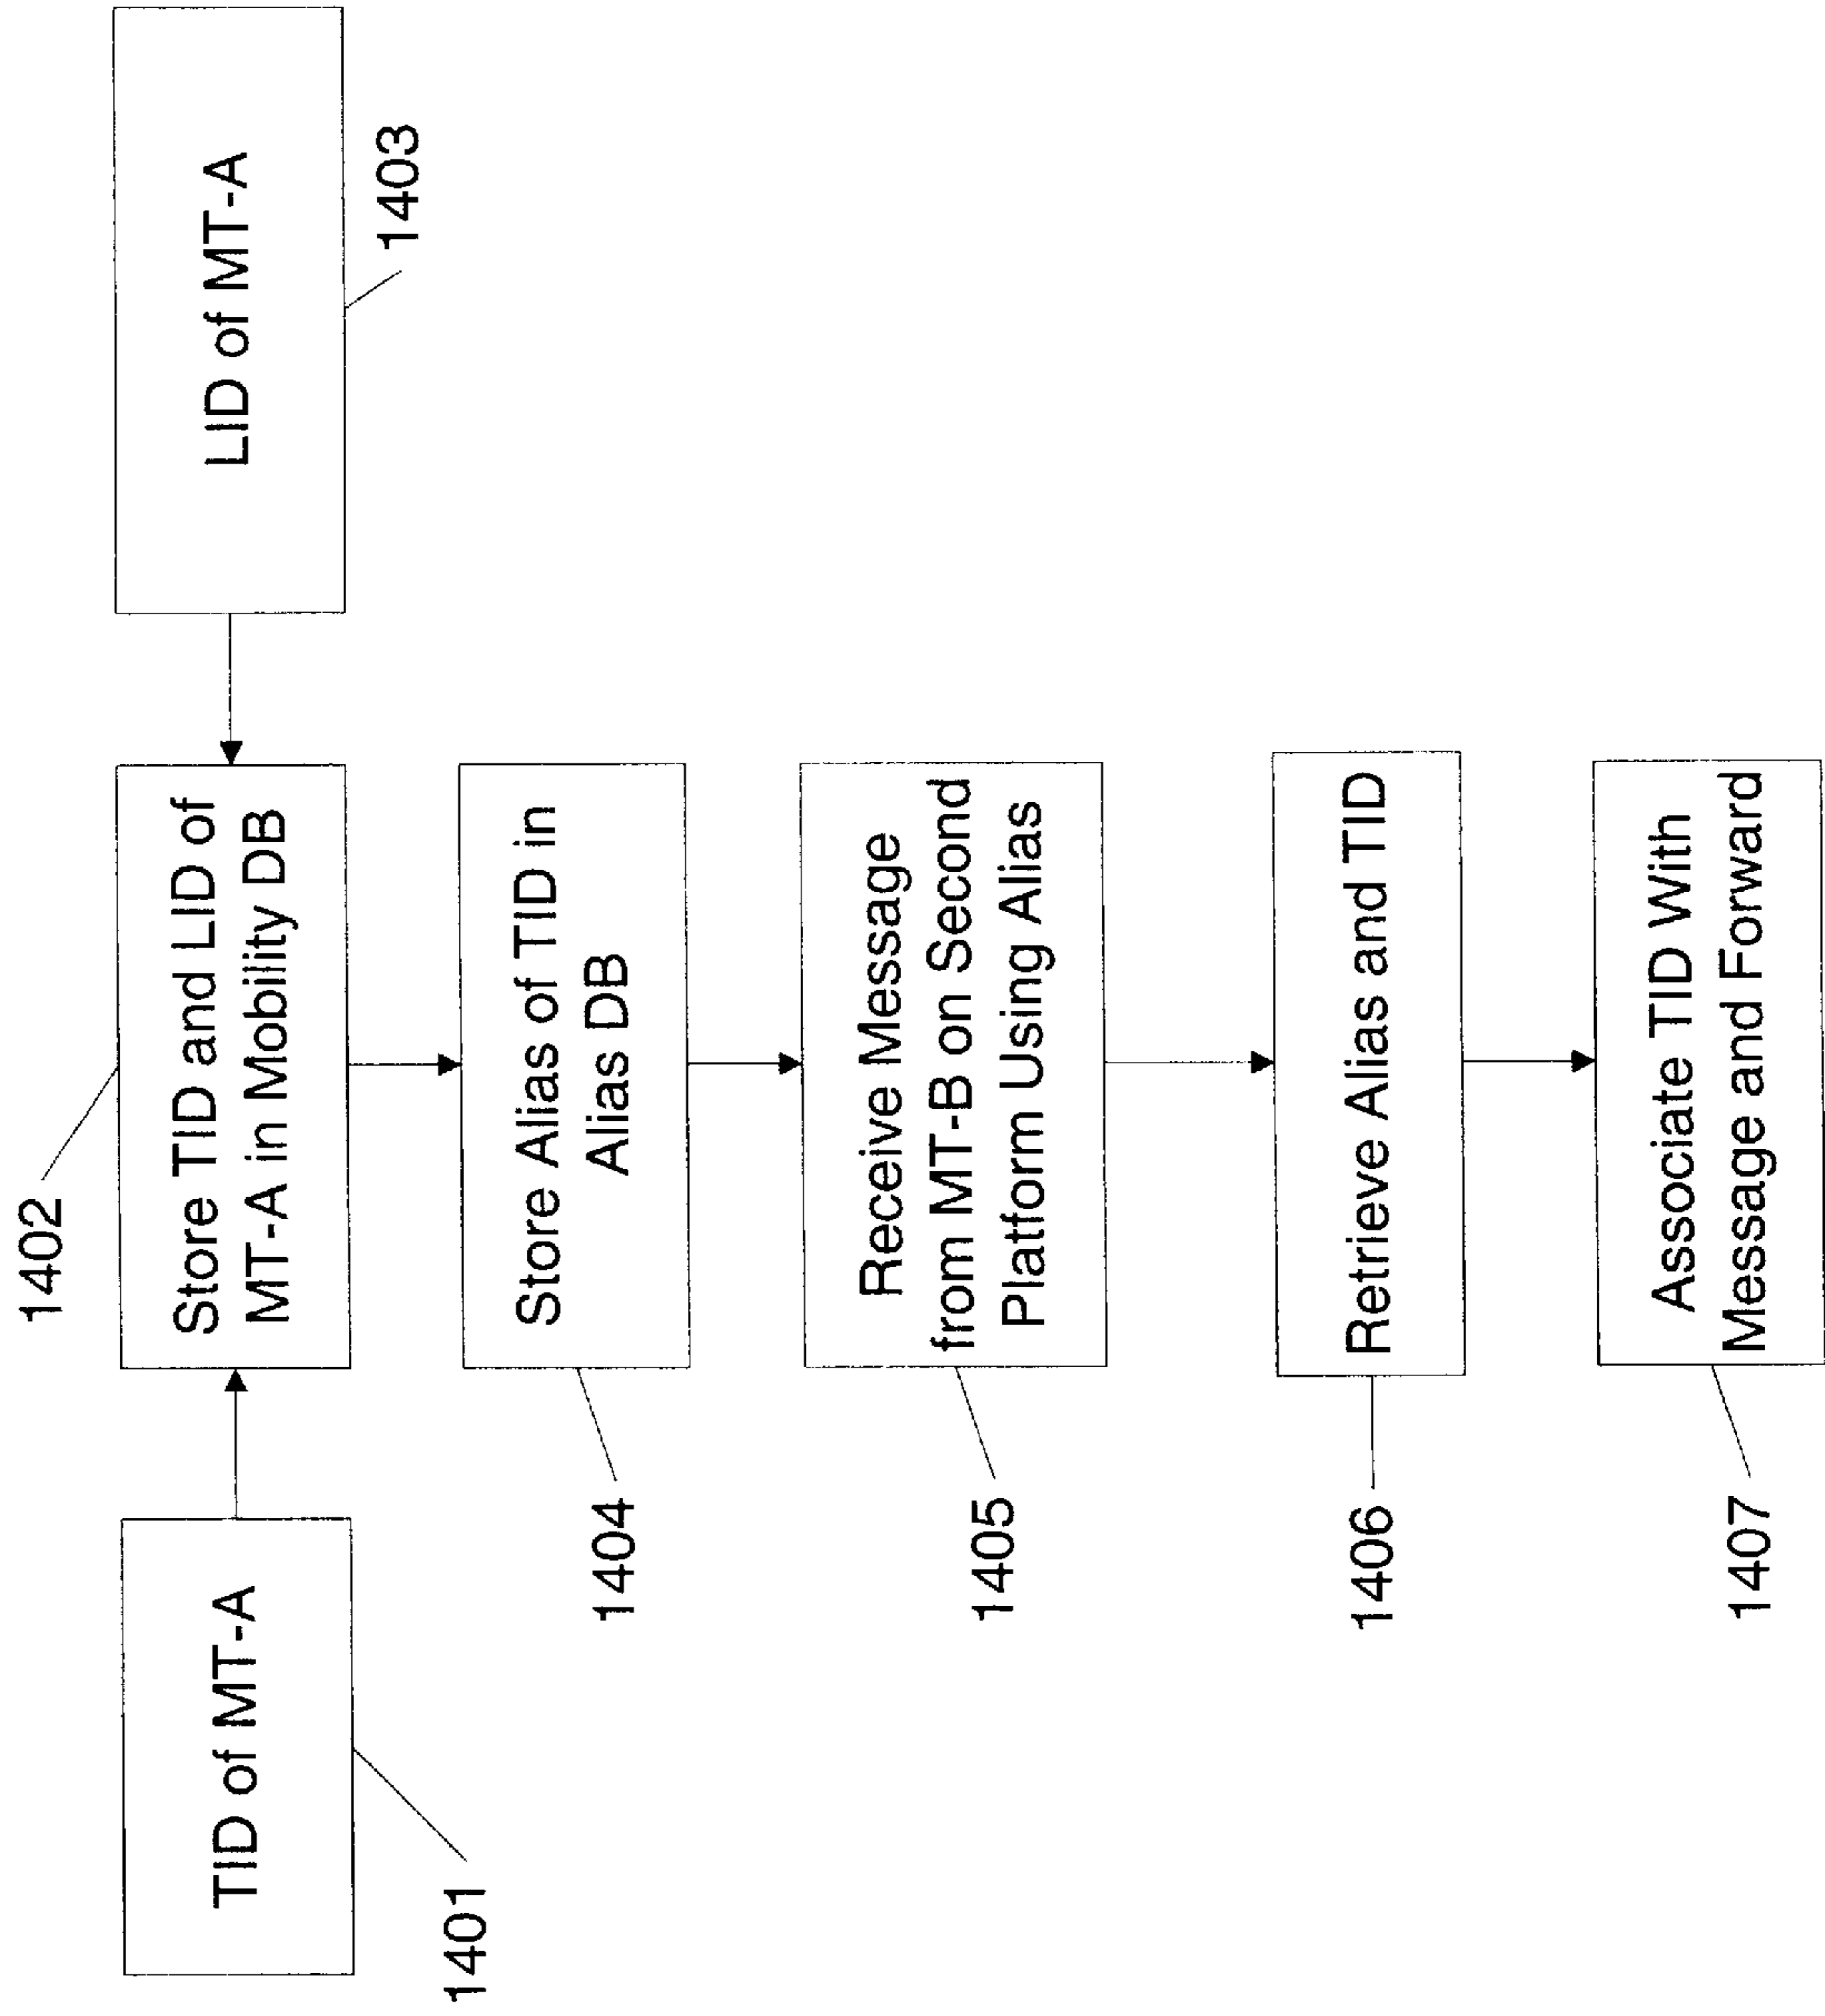 1402
TID of MT-A
1401
Store TID and LID of
MT-A in Mobility DB
LID of MT-A
1403
Store Alias of TID in
Alias DB
1404
Receive Message
from MT-B on Second
Platform Using Alias
1405
Retrieve Alias and TID
1406
Associate TID With
Message and Forward
1407